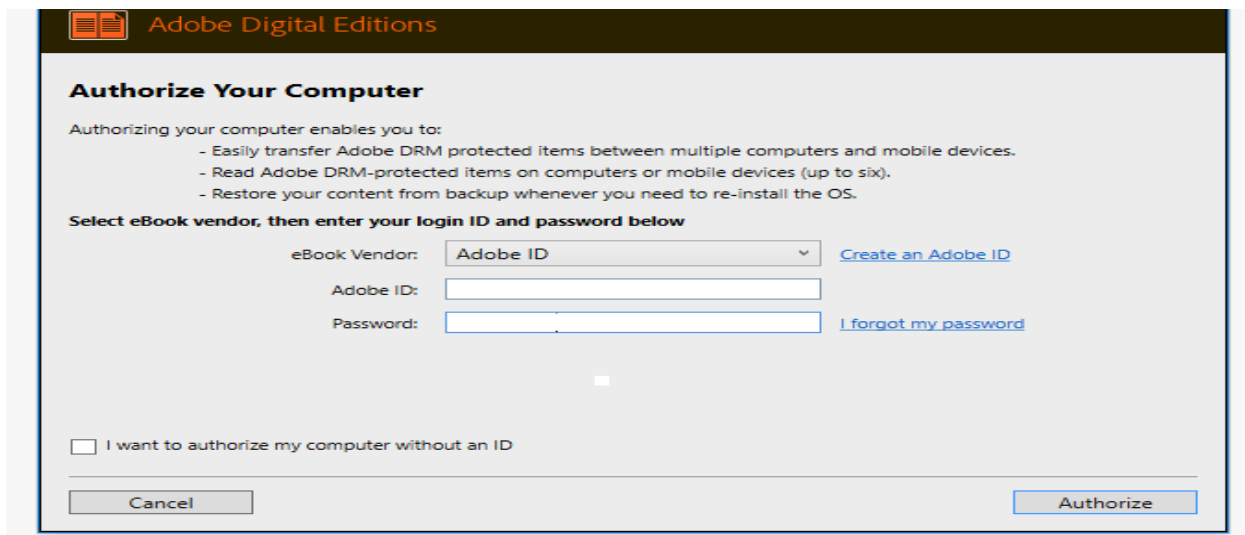 Adobe Digital Editions
Authorize Your Computer
Authorizing your computer enables you to:
- Easily transfer Adobe DRM protected items between multiple computers and mobile devices.
- Read Adobe DRM-protected items on computers or mobile devices (up to six).
- Restore your content from backup whenever you need to re-install the OS.
Select eBook vendor, then enter your login ID and password below
eBook Vendor: Adobe ID Create an Adobe ID
Adobe ID:
Password: I forgot my password
I want to authorize my computer without an ID
Cancel Authorize